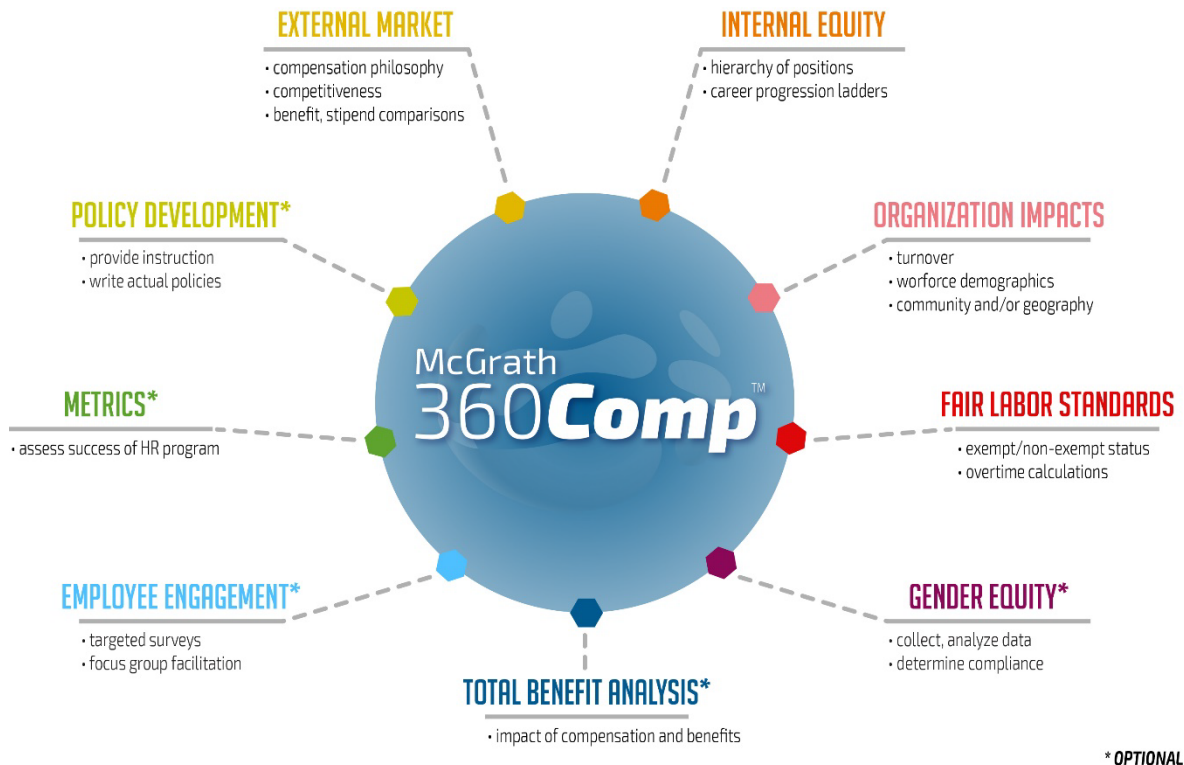 EXTERNAL MARKET
• compensation philosophy
• competitiveness
• benefit, stipend comparisons
INTERNAL EQUITY
• hierarchy of positions
• career progression ladders
POLICY DEVELOPMENT*
• provide instruction
• write actual policies
ORGANIZATION IMPACTS
• turnover
• worforce demographics
• community and/or geography
McGrath
360Comp™
METRICS*
• assess success of HR program
FAIR LABOR STANDARDS
• exempt/non-exempt status
• overtime calculations
EMPLOYEE ENGAGEMENT*
• targeted surveys
• focus group facilitation
GENDER EQUITY*
• collect, analyze data
• determine compliance
TOTAL BENEFIT ANALYSIS*
• impact of compensation and benefits
* OPTIONAL